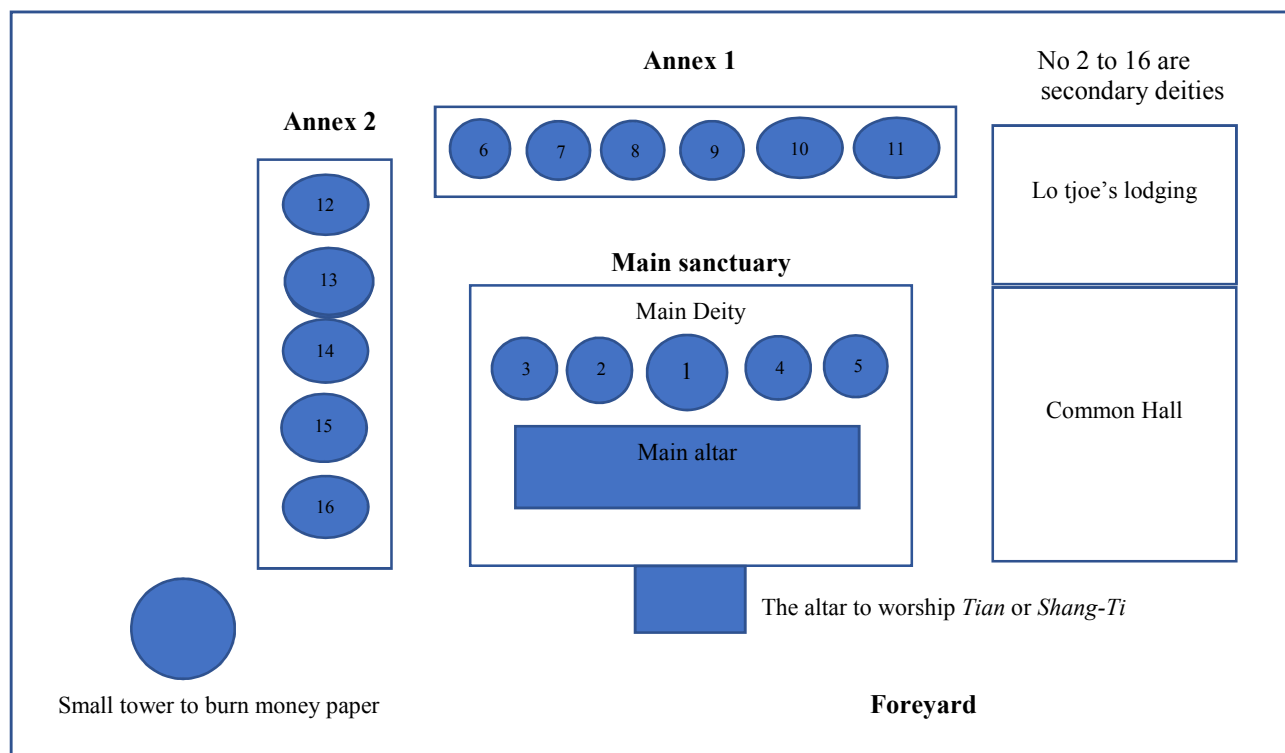 Annex 1
No 2 to 16 are
secondary deities
Annex 2
6 7 8 9 10 11
12
13
14
15
16
Lo tjoe’s lodging
Main sanctuary
Main Deity
3 2 1 4 5
Main altar
Common Hall
The altar to worship Tian or Shang-Ti
Small tower to burn money paper
Foreyard